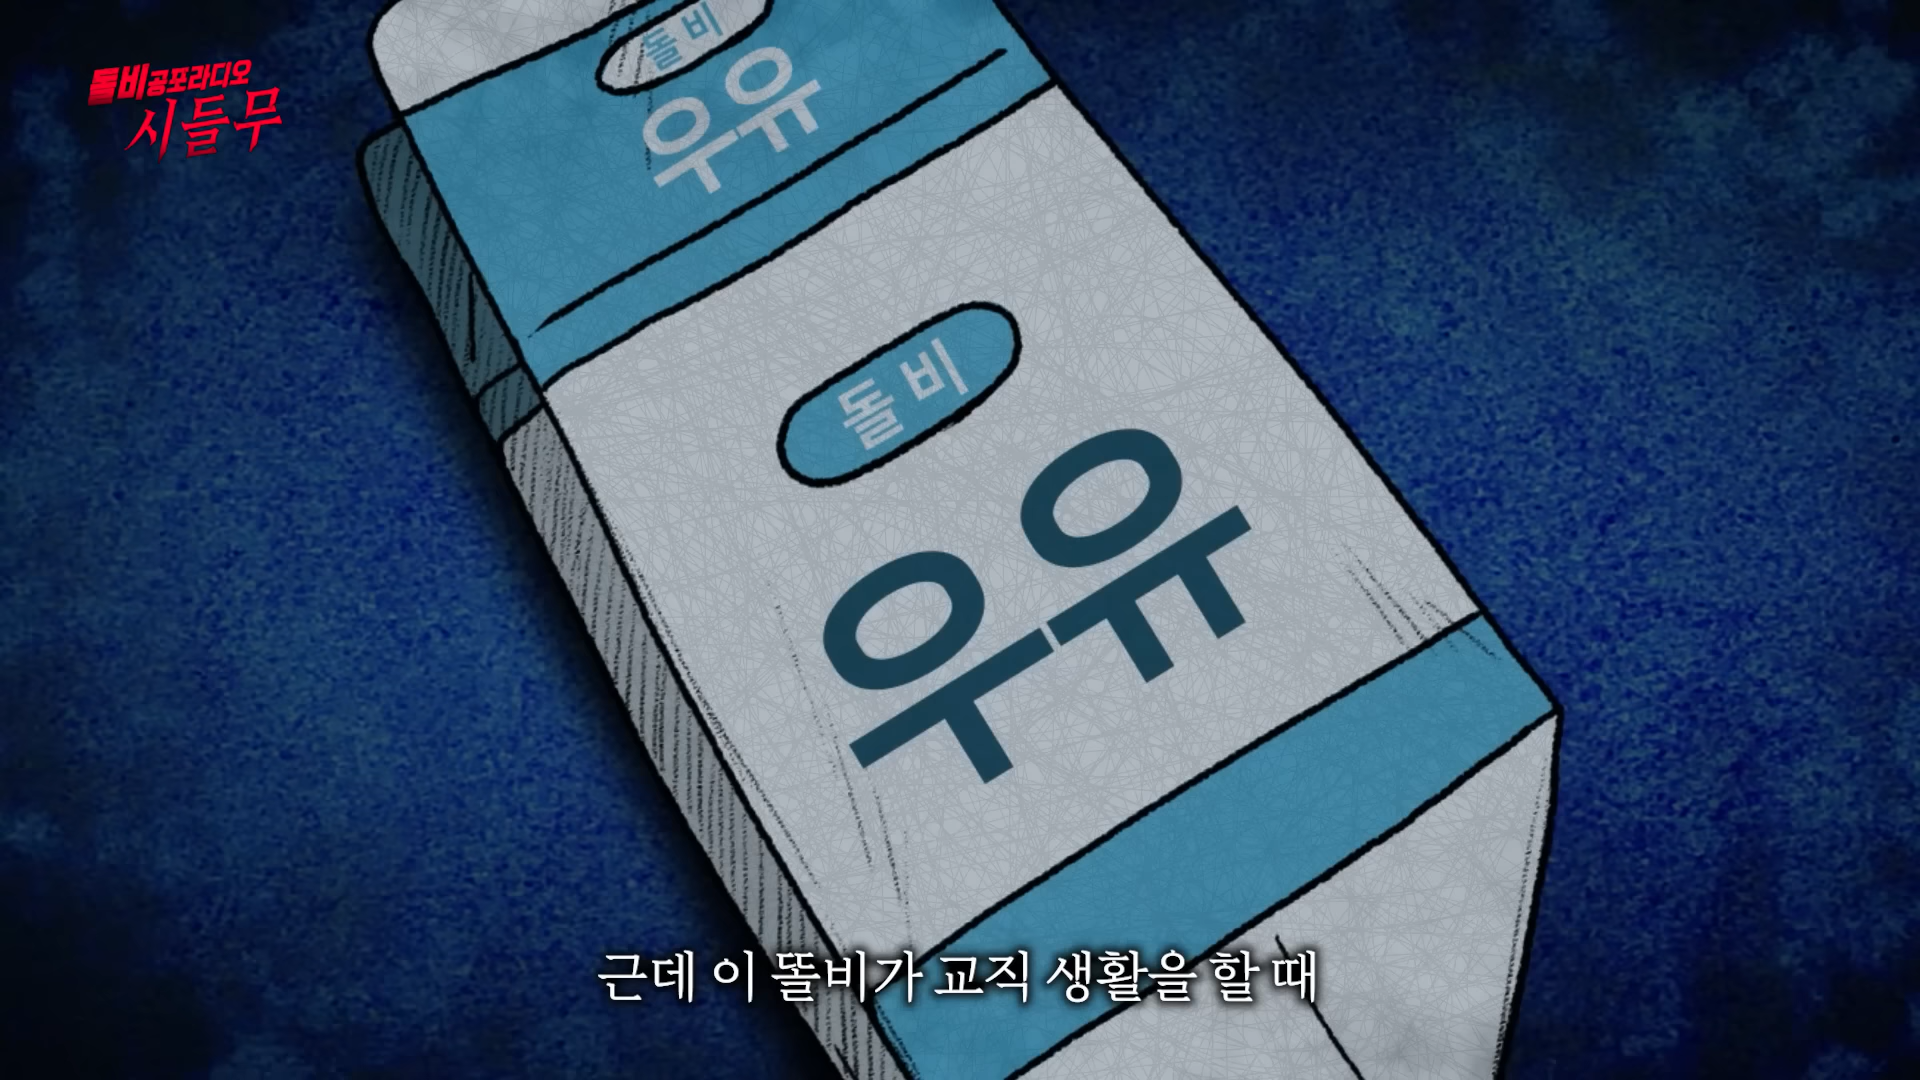 돌비공포라디오
시들무
돌비
우유
돌비
우유
근데 이 똘비가 교직 생활을 할 때